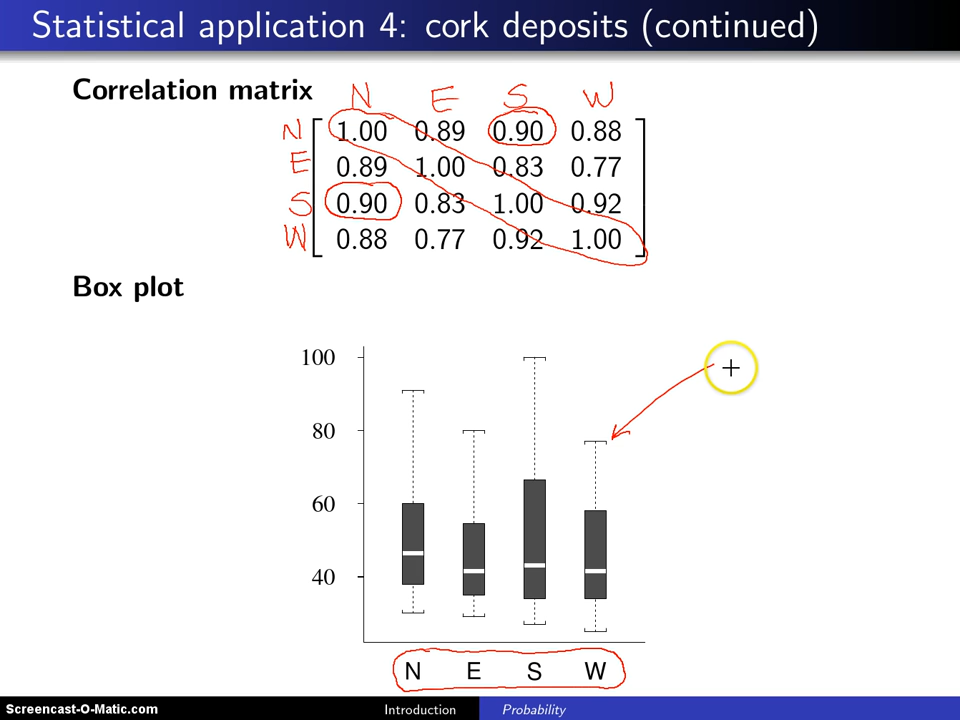 Statistical application 4: cork deposits (continued)
Correlation matrix
N E S W
N 1.00 0.89 0.90 0.88
E 0.89 1.00 0.83 0.77
S 0.90 0.83 1.00 0.92
W 0.88 0.77 0.92 1.00
Box plot
100
80
60
40
N E S W
Screencast-O-Matic.com Introduction Probability